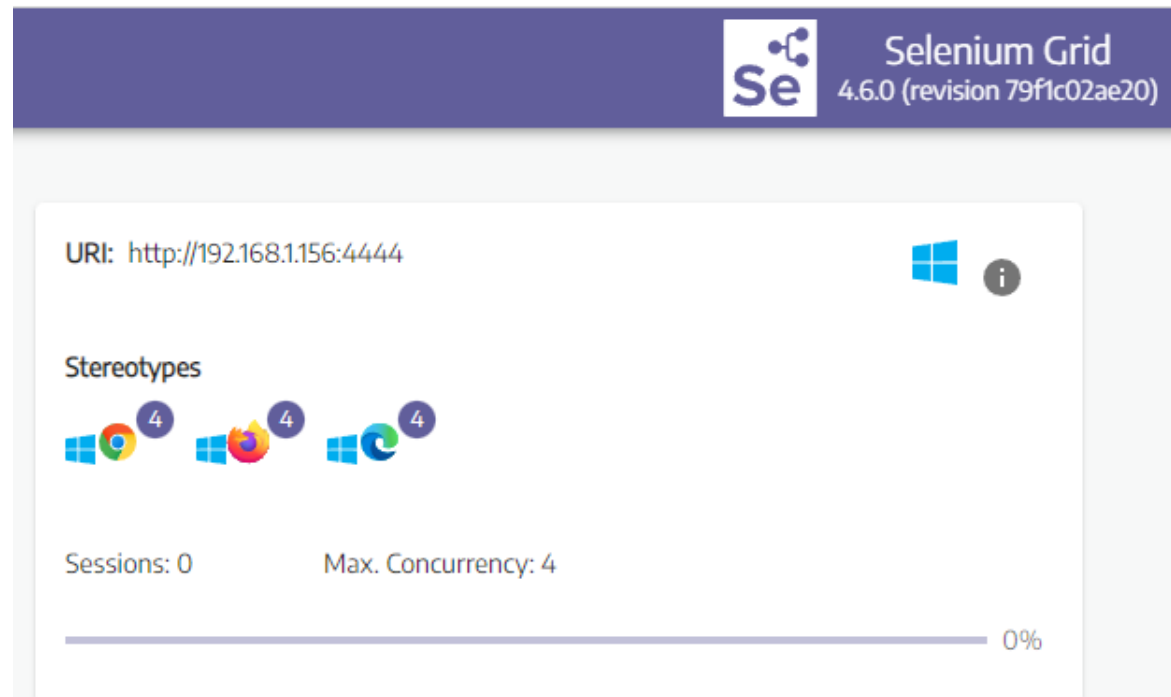 Se
Selenium Grid
4.6.0 (revision 79f1c02ae20)
URI: http://192.168.1.156:4444
i
Stereotypes
4 4 4
Sessions: 0 Max. Concurrency: 4
0%